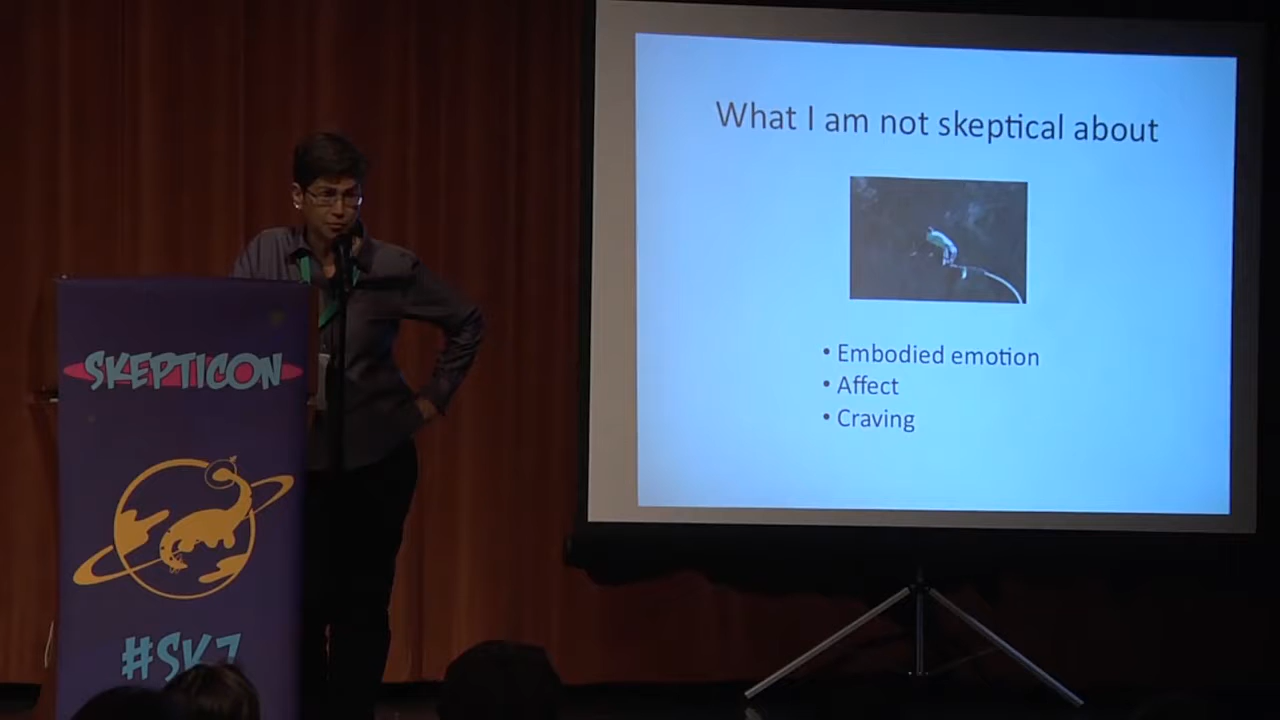 SKEPTICON
#SK7
What I am not skeptical about
• Embodied emotion
• Affect
• Craving